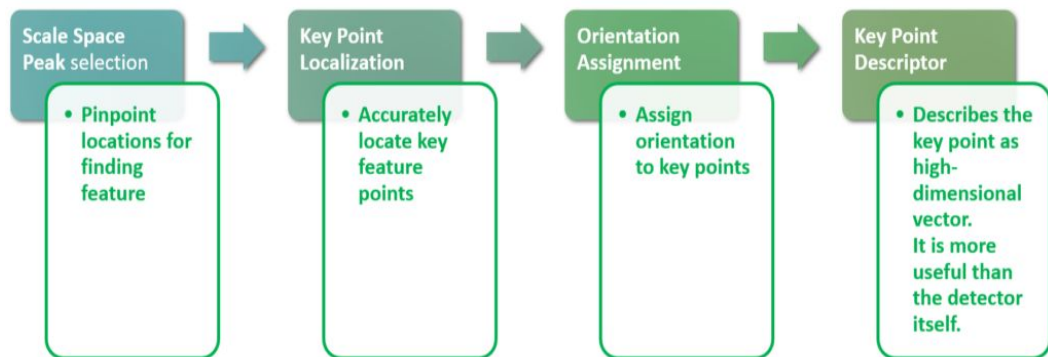 Scale Space
Peak selection
• Pinpoint
locations for
finding
feature
Key Point
Localization
• Accurately
locate key
feature
points
Orientation
Assignment
• Assign
orientation
to key points
Key Point
Descriptor
• Describes the
key point as
high-
dimensional
vector.
It is more
useful than
the detector
itself.